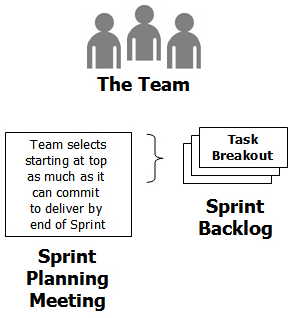 The Team
Team selects
starting at top
as much as it
can commit
to deliver by
end of Sprint
Task
Breakout
Sprint
Planning
Meeting
Sprint
Backlog